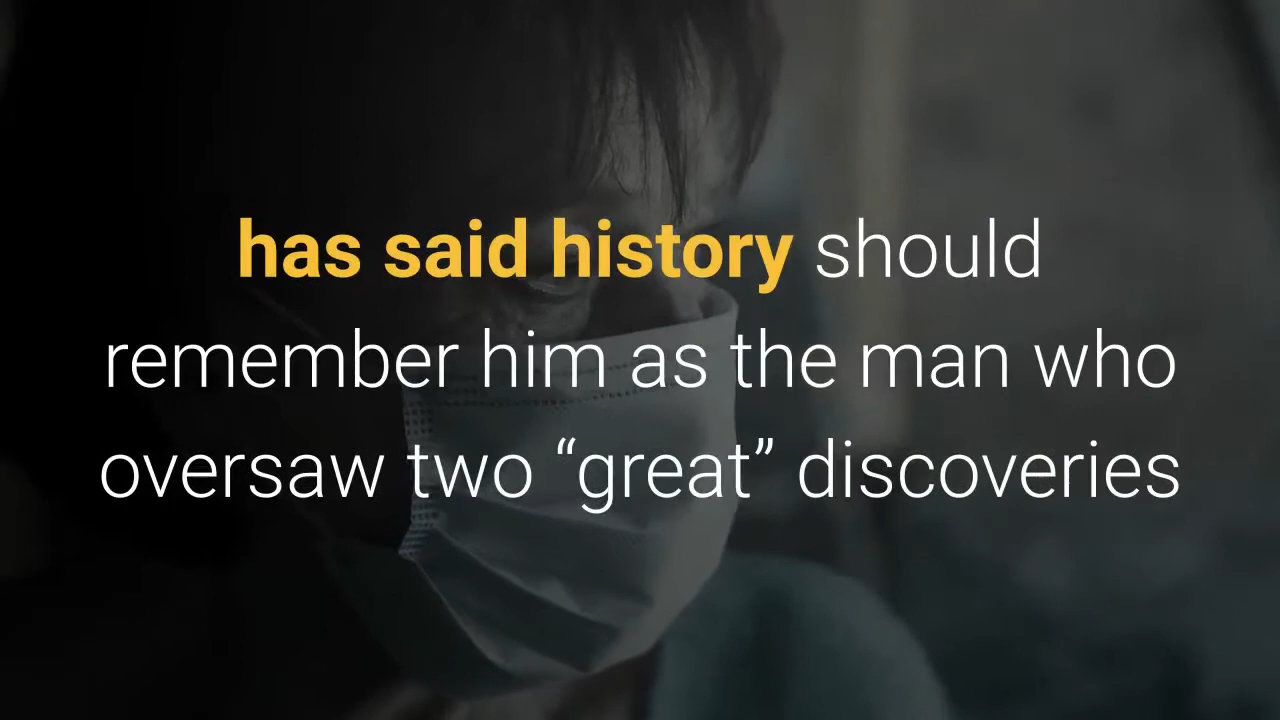 has said history should
remember him as the man who
oversaw two “great” discoveries